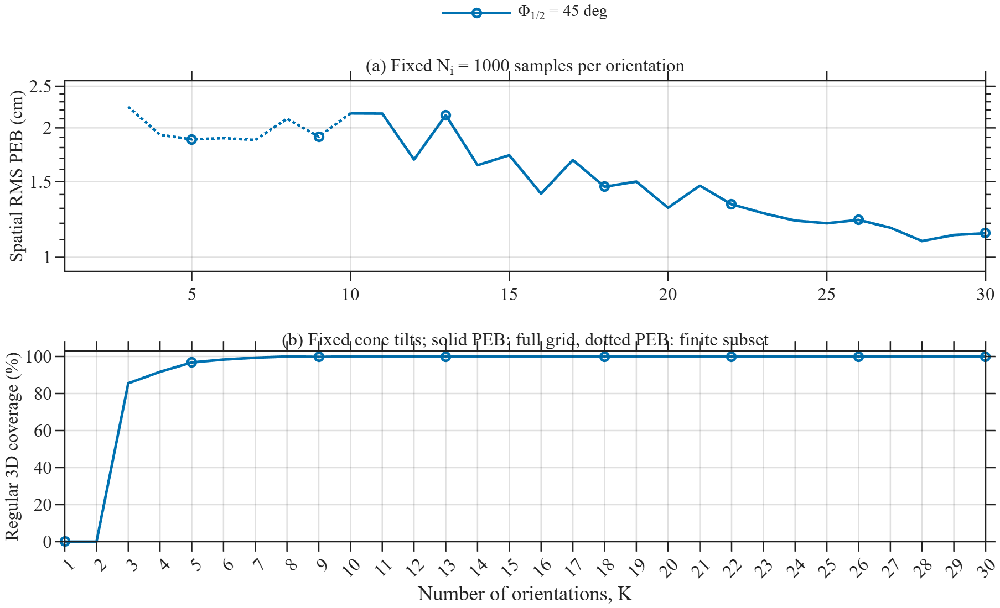 Φ1/2 = 45 deg
(a) Fixed Ni = 1000 samples per orientation
Spatial RMS PEB (cm)
2.5
2
1.5
1
5 10 15 20 25 30
(b) Fixed cone tilts; solid PEB: full grid, dotted PEB: finite subset
Regular 3D coverage (%)
100
80
60
40
20
0
1 2 3 4 5 6 7 8 9 10 11 12 13 14 15 16 17 18 19 20 21 22 23 24 25 26 27 28 29 30
Number of orientations, K